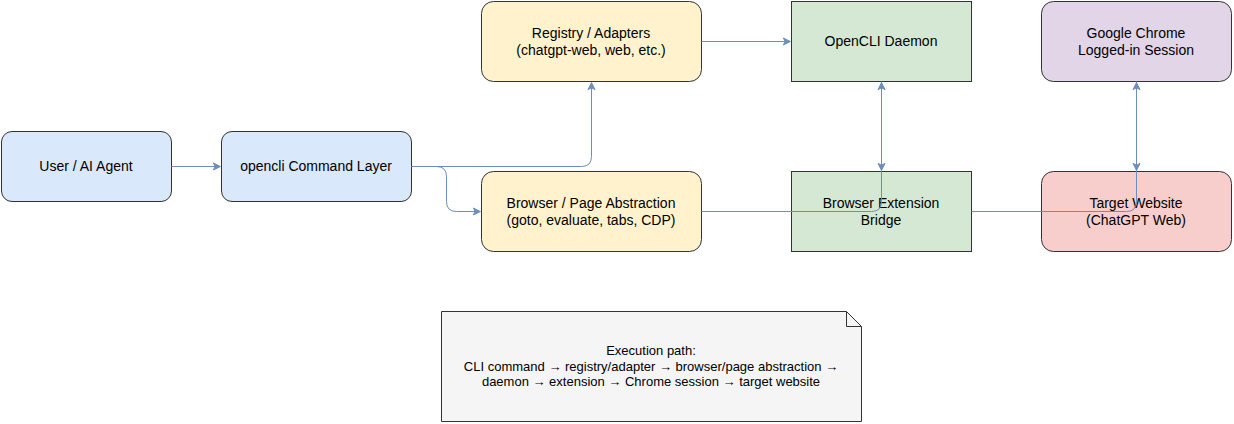 Registry / Adapters
(chatgpt-web, web, etc.)
OpenCLI Daemon
Google Chrome
Logged-in Session
User / AI Agent
opencli Command Layer
Browser / Page Abstraction
(goto, evaluate, tabs, CDP)
Browser Extension
Bridge
Target Website
(ChatGPT Web)
Execution path:
CLI command → registry/adapter → browser/page abstraction →
daemon → extension → Chrome session → target website